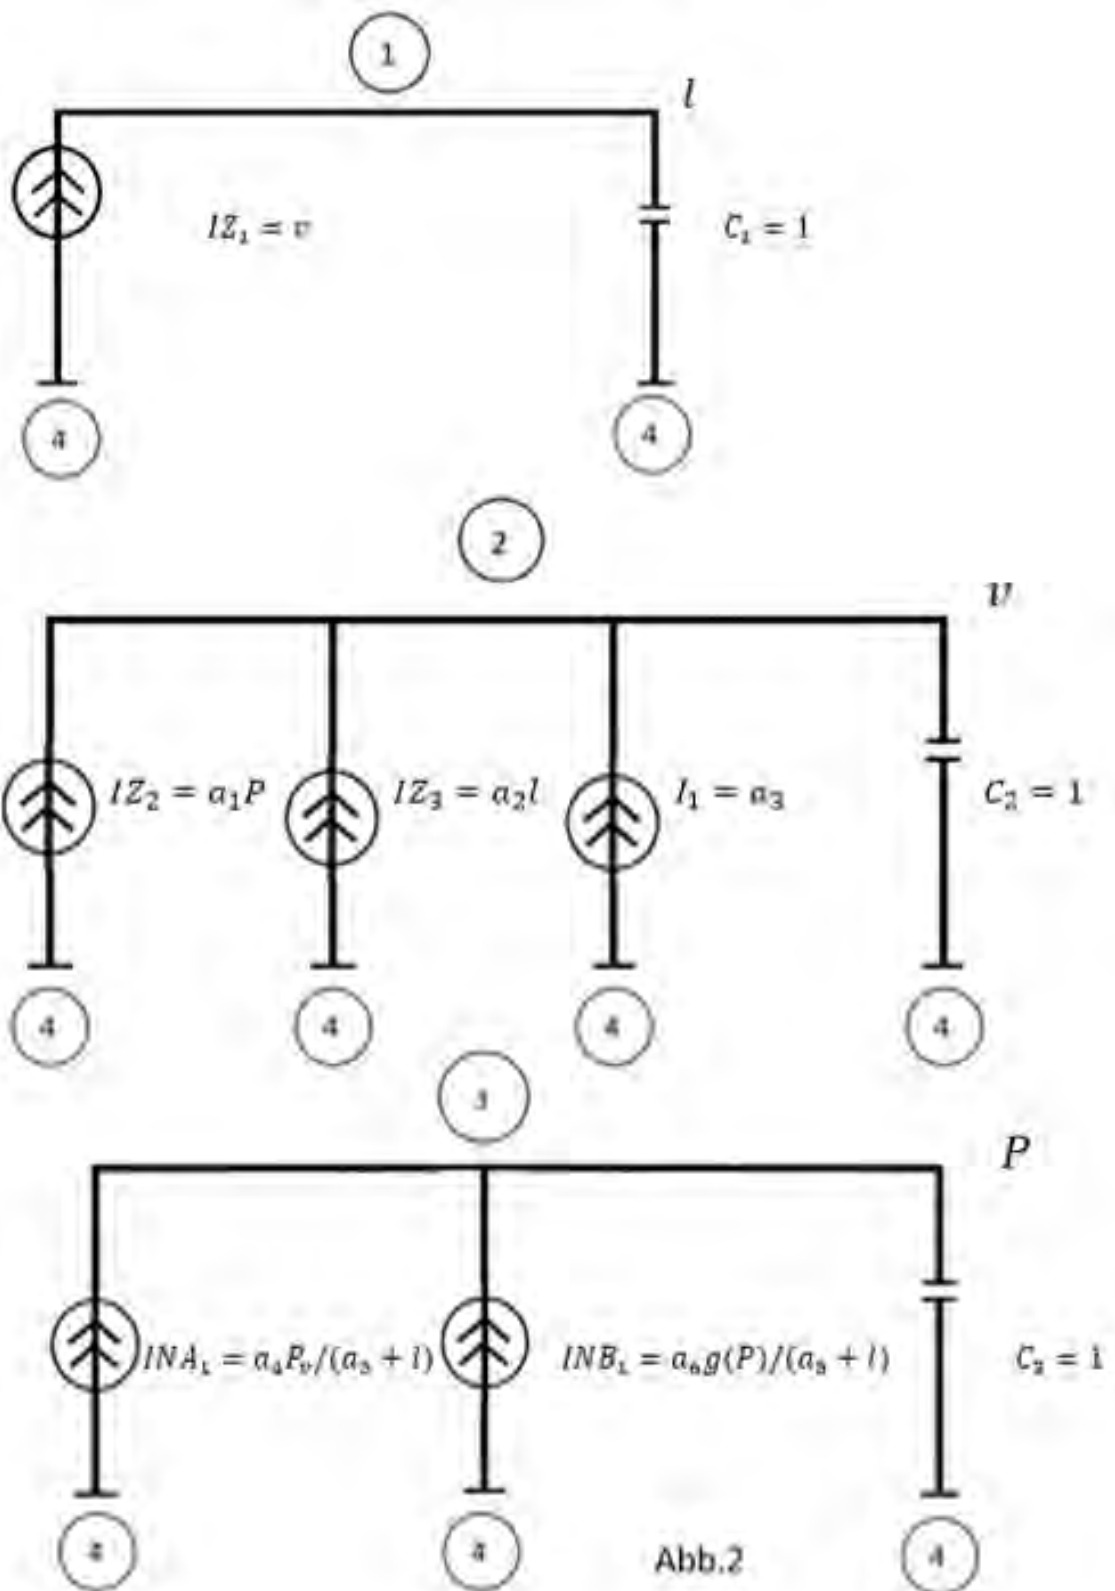 1
l
IZ₁ = v
C₁ = 1
4
4
2
v
IZ₂ = a₁P
IZ₃ = a₂l
I₁ = a₃
C₂ = 1
4
4
4
4
3
P
INA₁ = a₄Pᵥ/(a₅ + l)
INB₁ = a₆g(P)/(a₅ + l)
C₃ = 1
4
4
Abb.2
4